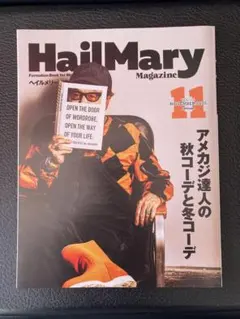 HailMary
Magazine
ヘイルメリー
11
OPEN THE DOOR
OF WORDROBE,
OPEN THE WAY
OF YOUR LIFE.
アメカジ達人の
秋コーデと冬コーデ